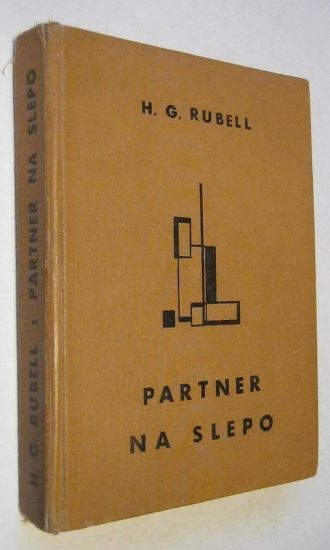 H. G. RUBELL : PARTNER NA SLEPO
H. G. RUBELL
PARTNER
NA SLEPO